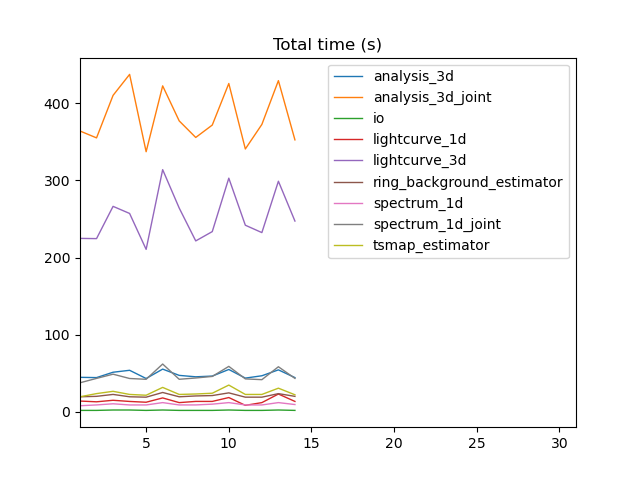 Total time (s)
400
300
200
100
0
5
10
15
20
25
30
analysis_3d
analysis_3d_joint
io
lightcurve_1d
lightcurve_3d
ring_background_estimator
spectrum_1d
spectrum_1d_joint
tsmap_estimator